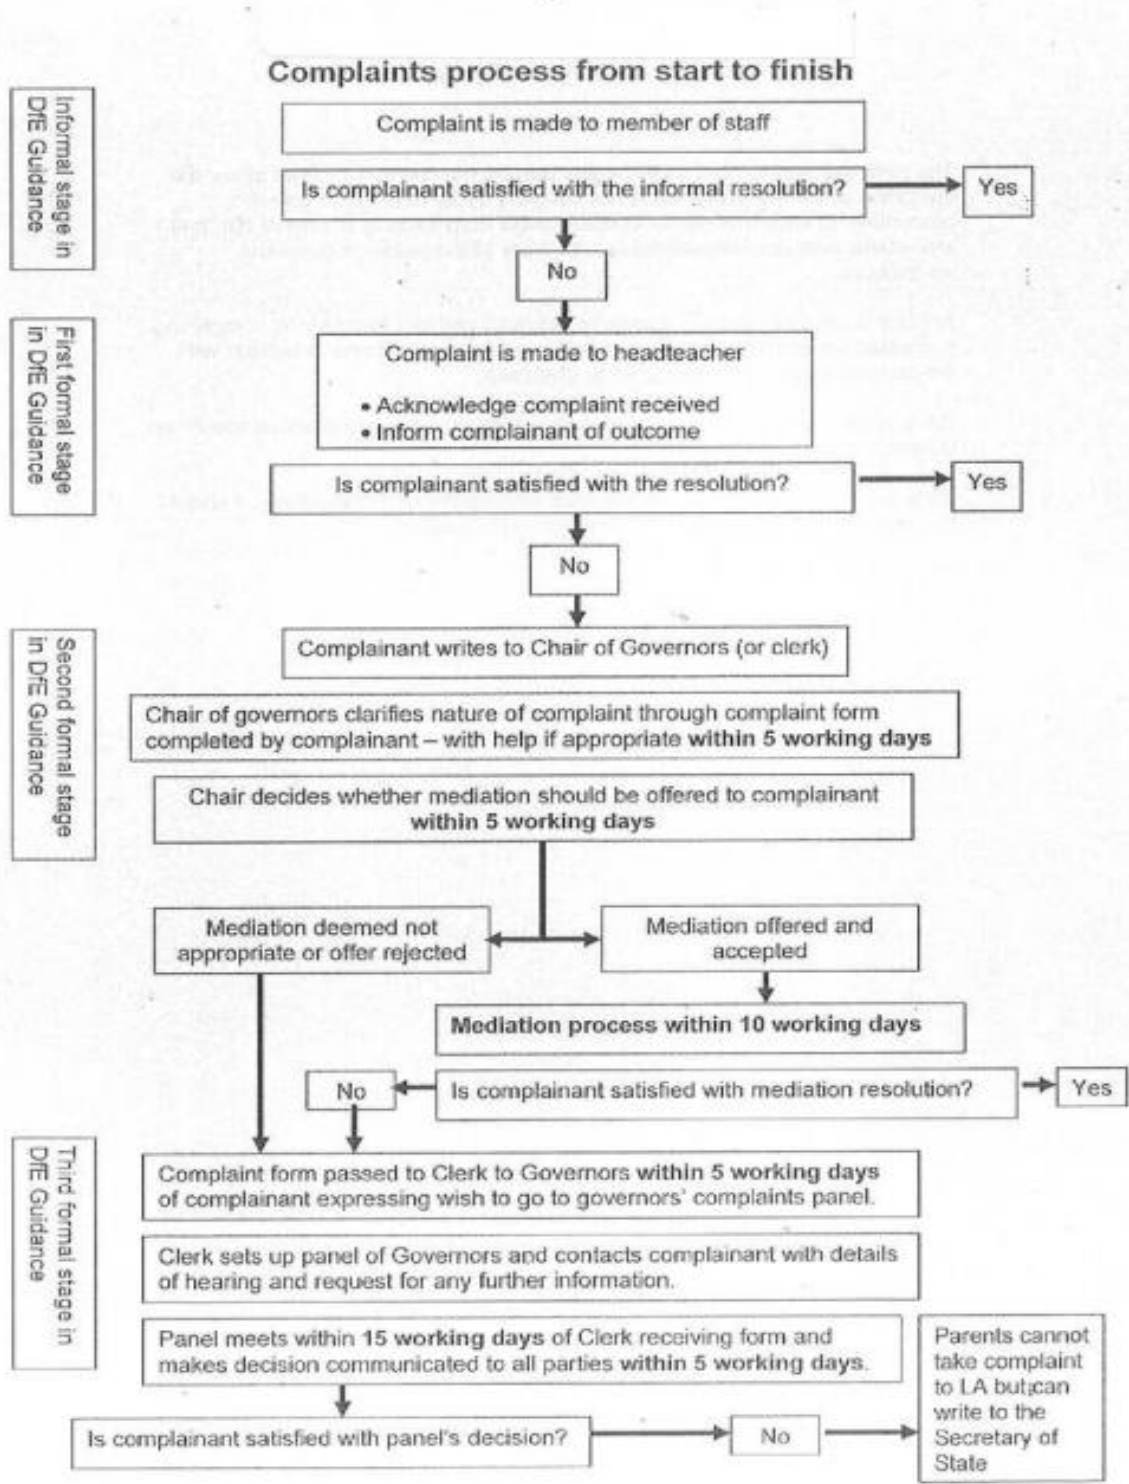 Complaints process from start to finish
Informal stage in
DfE Guidance
Complaint is made to member of staff
Is complainant satisfied with the informal resolution?
Yes
No
First formal stage
in DfE Guidance
Complaint is made to headteacher
• Acknowledge complaint received
• Inform complainant of outcome
Is complainant satisfied with the resolution?
Yes
No
Second formal stage
in DfE Guidance
Complainant writes to Chair of Governors (or clerk)
Chair of governors clarifies nature of complaint through complaint form
completed by complainant – with help if appropriate within 5 working days
Chair decides whether mediation should be offered to complainant
within 5 working days
Mediation deemed not
appropriate or offer rejected
Mediation offered and
accepted
Mediation process within 10 working days
Is complainant satisfied with mediation resolution?
Yes
No
Third formal stage in
DfE Guidance
Complaint form passed to Clerk to Governors within 5 working days
of complainant expressing wish to go to governors' complaints panel.
Clerk sets up panel of Governors and contacts complainant with details
of hearing and request for any further information.
Panel meets within 15 working days of Clerk receiving form and
makes decision communicated to all parties within 5 working days.
Is complainant satisfied with panel's decision?
No
Parents cannot
take complaint
to LA but can
write to the
Secretary of
State